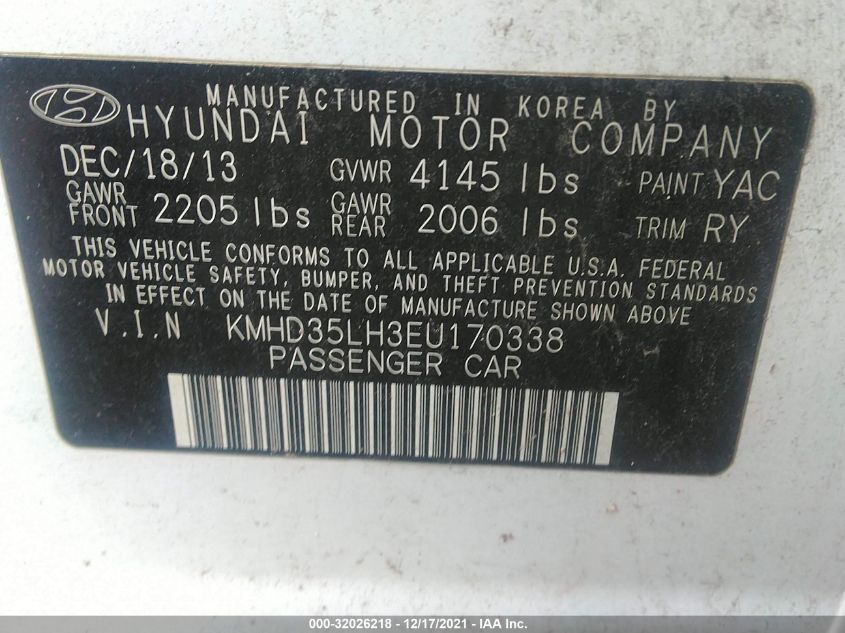 MANUFACTURED IN KOREA BY
HYUNDAI MOTOR COMPANY
DEC/18/13 GVWR 4145 lbs PAINT YAC
GAWR FRONT 2205 lbs GAWR REAR 2006 lbs TRIM RY
THIS VEHICLE CONFORMS TO ALL APPLICABLE U.S.A. FEDERAL
MOTOR VEHICLE SAFETY, BUMPER, AND THEFT PREVENTION STANDARDS
IN EFFECT ON THE DATE OF MANUFACTURE SHOWN ABOVE
V.I.N KMHD35LH3EU170338
PASSENGER CAR
000-32026218 - 12/17/2021 - IAA Inc.